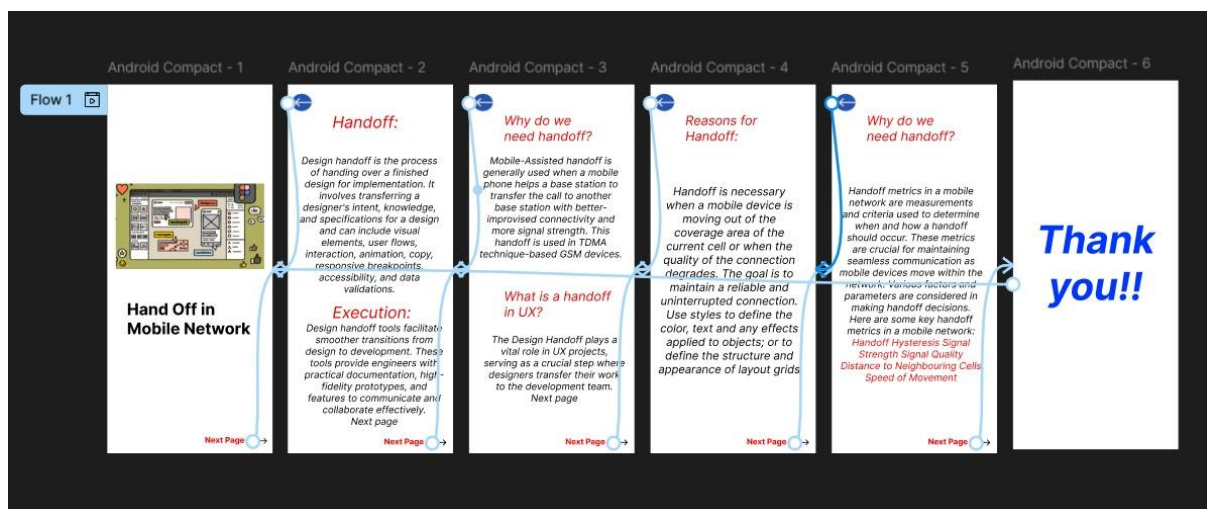 Android Compact - 1
Android Compact - 2
Android Compact - 3
Android Compact - 4
Android Compact - 5
Android Compact - 6
Flow 1
Hand Off in
Mobile Network
Next Page
Handoff:
Design handoff is the process
of handing over a finished
design for implementation. It
involves transferring a
designer's intent, knowledge,
and specifications for a design
and can include visual
elements, user flows,
interaction, animation, copy,
responsive breakpoints,
accessibility, and data
validations.
Execution:
Design handoff tools facilitate
smoother transitions from
design to development. These
tools provide engineers with
practical documentation, high-
fidelity prototypes, and
features to communicate and
collaborate effectively.
Next page
Next Page
Why do we
need handoff?
Mobile-Assisted handoff is
generally used when a mobile
phone helps a base station to
transfer the call to another
base station with better-
improvised connectivity and
more signal strength. This
handoff is used in TDMA
technique-based GSM devices.
What is a handoff
in UX?
The Design Handoff plays a
vital role in UX projects,
serving as a crucial step where
designers transfer their work
to the development team.
Next page
Next Page
Reasons for
Handoff:
Handoff is necessary
when a mobile device is
moving out of the
coverage area of the
current cell or when the
quality of the connection
degrades. The goal is to
maintain a reliable and
uninterrupted connection.
Use styles to define the
color, text and any effects
applied to objects; or to
define the structure and
appearance of layout grids
Next Page
Why do we
need handoff?
Handoff metrics in a mobile
network are measurements
and criteria used to determine
when and how a handoff
should occur. These metrics
are crucial for maintaining
seamless communication as
mobile devices move within the
network. Various factors and
parameters are considered in
making handoff decisions.
Here are some key handoff
metrics in a mobile network:
Handoff Hysteresis Signal
Strength Signal Quality
Distance to Neighbouring Cells
Speed of Movement
Next Page
Thank
you!!